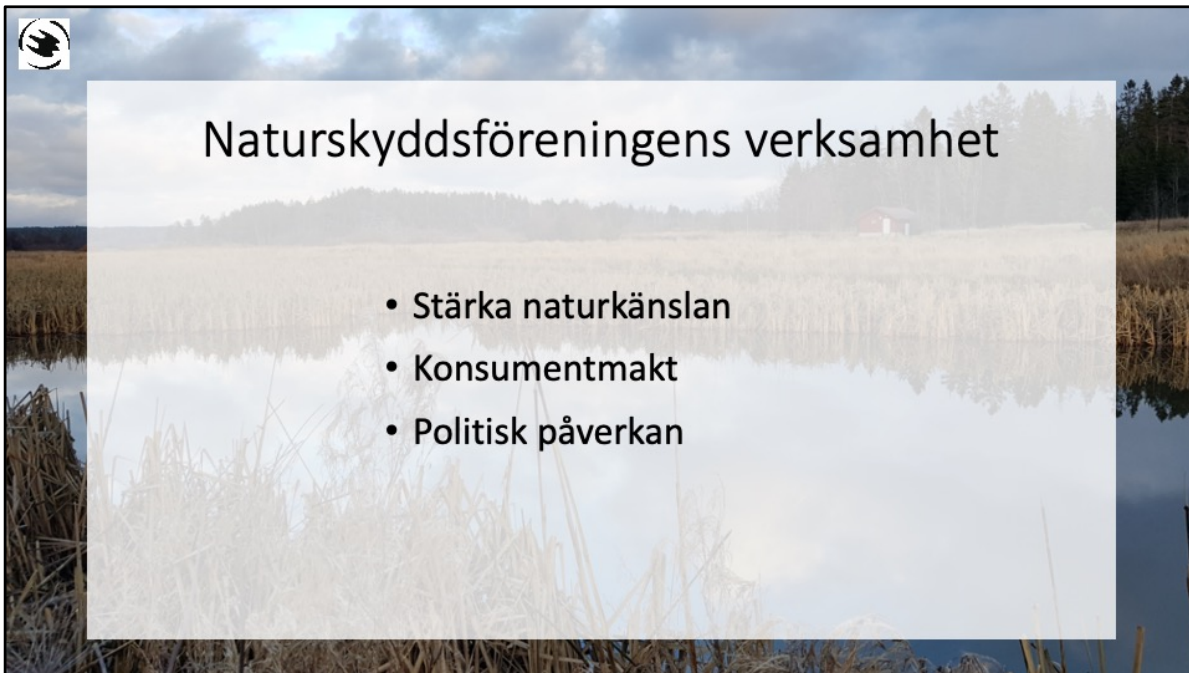 Naturskyddsföreningens verksamhet
• Stärka naturkänslan
• Konsumentmakt
• Politisk påverkan